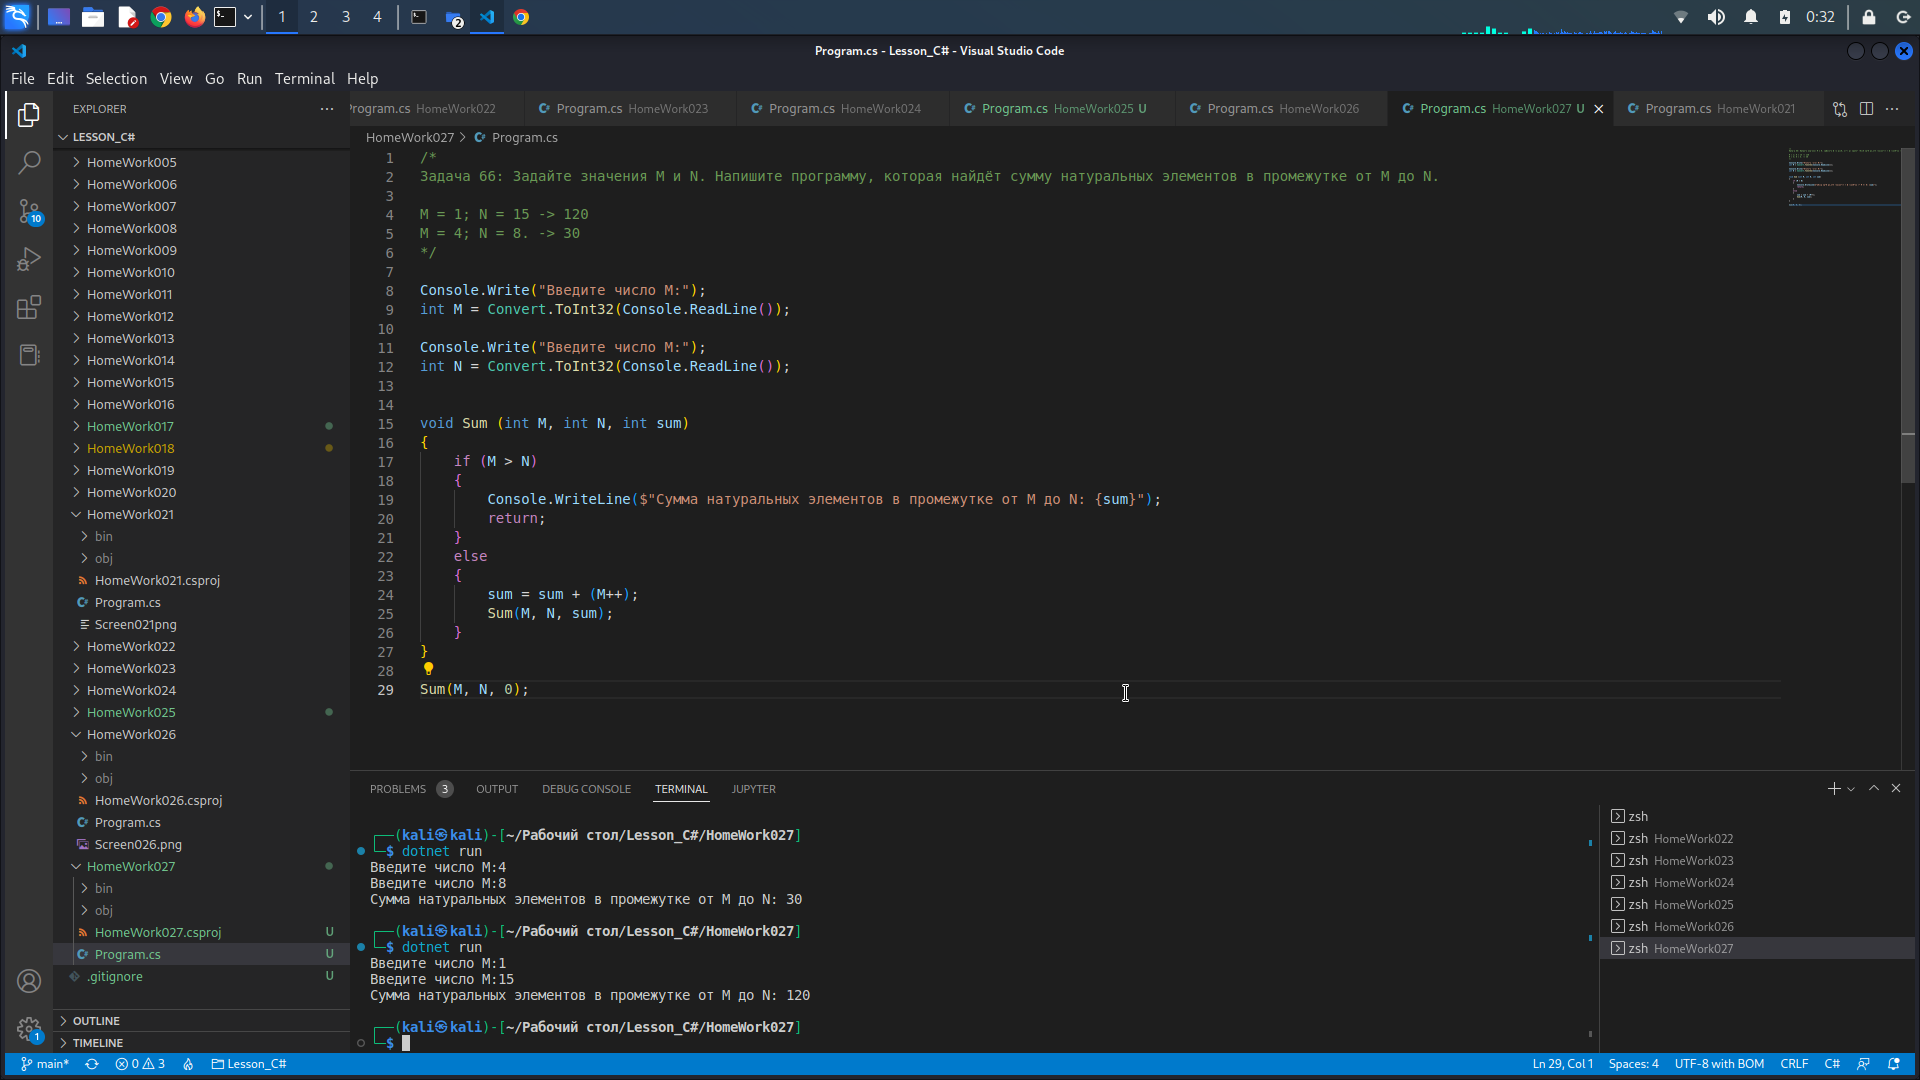 1 2 3 4
2
0:32
Program.cs - Lesson_C# - Visual Studio Code
File Edit Selection View Go Run Terminal Help
EXPLORER
Program.cs HomeWork022
Program.cs HomeWork023
Program.cs HomeWork024
Program.cs HomeWork025 U
Program.cs HomeWork026
Program.cs HomeWork027 U
Program.cs HomeWork021
LESSON_C#
HomeWork005
HomeWork006
HomeWork007
HomeWork008
HomeWork009
HomeWork010
HomeWork011
HomeWork012
HomeWork013
HomeWork014
HomeWork015
HomeWork016
HomeWork017
HomeWork018
HomeWork019
HomeWork020
HomeWork021
bin
obj
HomeWork021.csproj
Program.cs
Screen021png
HomeWork022
HomeWork023
HomeWork024
HomeWork025
HomeWork026
bin
obj
HomeWork026.csproj
Program.cs
Screen026.png
HomeWork027
bin
obj
HomeWork027.csproj U
Program.cs U
.gitignore U
OUTLINE
TIMELINE
10
1
HomeWork027 > Program.cs
1 /*
2 Задача 66: Задайте значения M и N. Напишите программу, которая найдёт сумму натуральных элементов в промежутке от M до N.
3
4 M = 1; N = 15 -> 120
5 M = 4; N = 8. -> 30
6 */
7
8 Console.Write("Введите число M:");
9 int M = Convert.ToInt32(Console.ReadLine());
10
11 Console.Write("Введите число M:");
12 int N = Convert.ToInt32(Console.ReadLine());
13
14
15 void Sum (int M, int N, int sum)
16 {
17 if (M > N)
18 {
19 Console.WriteLine($"Сумма натуральных элементов в промежутке от M до N: {sum}");
20 return;
21 }
22 else
23 {
24 sum = sum + (M++);
25 Sum(M, N, sum);
26 }
27 }
28
29 Sum(M, N, 0);
PROBLEMS 3 OUTPUT DEBUG CONSOLE TERMINAL JUPYTER
┌──(kali㉿kali)-[~/Рабочий стол/Lesson_C#/HomeWork027]
└─$ dotnet run
Введите число M:4
Введите число M:8
Сумма натуральных элементов в промежутке от M до N: 30
┌──(kali㉿kali)-[~/Рабочий стол/Lesson_C#/HomeWork027]
└─$ dotnet run
Введите число M:1
Введите число M:15
Сумма натуральных элементов в промежутке от M до N: 120
┌──(kali㉿kali)-[~/Рабочий стол/Lesson_C#/HomeWork027]
└─$
zsh
zsh HomeWork022
zsh HomeWork023
zsh HomeWork024
zsh HomeWork025
zsh HomeWork026
zsh HomeWork027
main* 0 3 Lesson_C#
Ln 29, Col 1 Spaces: 4 UTF-8 with BOM CRLF C#